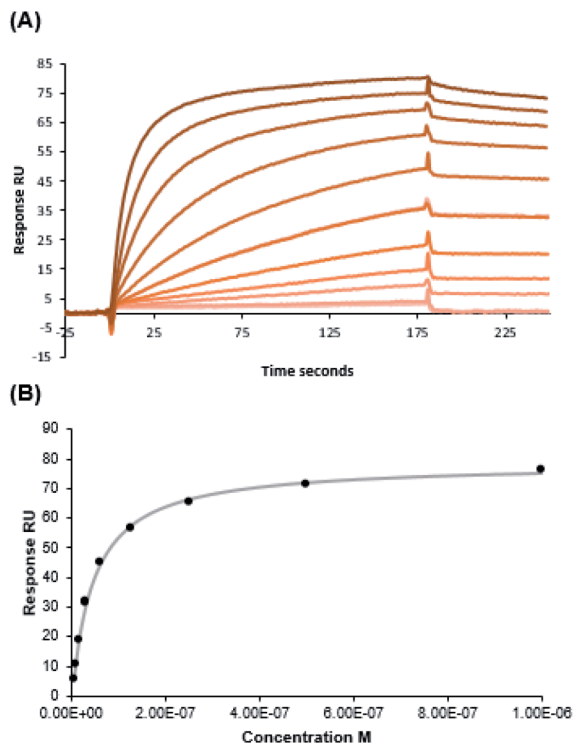 (A)
85
75
65
55
45
35
25
15
5
-5
-15
-25
25
75
125
175
225
Response RU
Time seconds
(B)
90
80
70
60
50
40
30
20
10
0
0.00E+00
2.00E-07
4.00E-07
6.00E-07
8.00E-07
1.00E-06
Response RU
Concentration M